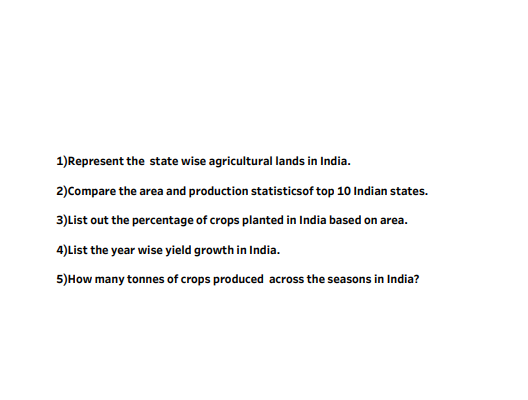 1)Represent the  state wise agricultural lands in India.
2)Compare the area and production statisticsof top 10 Indian states.
3)List out the percentage of crops planted in India based on area.
4)List the year wise yield growth in India.
5)How many tonnes of crops produced  across the seasons in India?